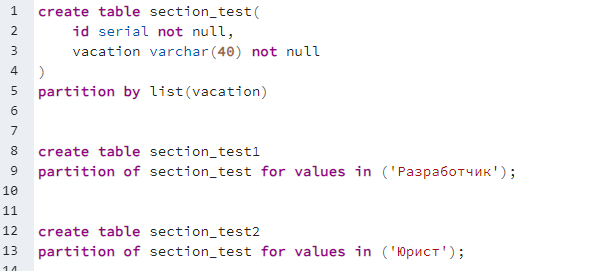 1 create table section_test(
2     id serial not null,
3     vacation varchar(40) not null
4 )
5 partition by list(vacation)
6
7
8 create table section_test1
9 partition of section_test for values in ('Разработчик');
10
11
12 create table section_test2
13 partition of section_test for values in ('Юрист');